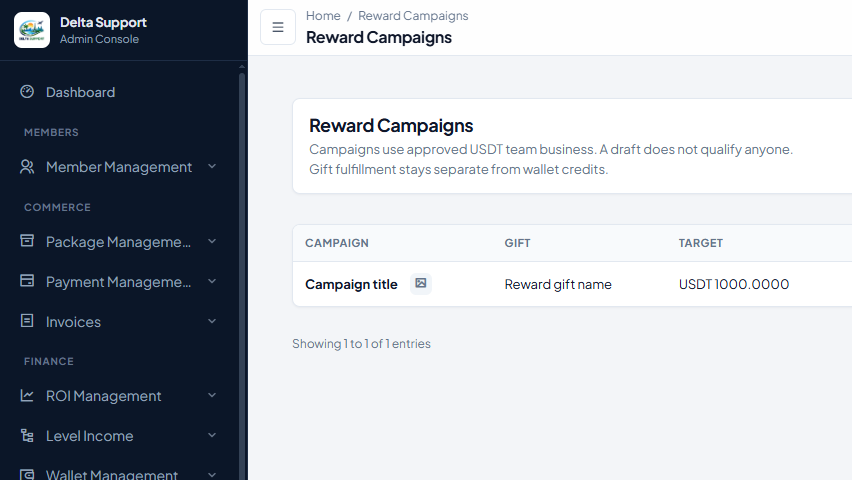 Delta Support
Admin Console
Dashboard
MEMBERS
Member Management
COMMERCE
Package Manageme...
Payment Manageme...
Invoices
FINANCE
ROI Management
Level Income
Wallet Management
Home / Reward Campaigns
Reward Campaigns
Reward Campaigns
Campaigns use approved USDT team business. A draft does not qualify anyone.
Gift fulfillment stays separate from wallet credits.
CAMPAIGN GIFT TARGET
Campaign title Reward gift name USDT 1000.0000
Showing 1 to 1 of 1 entries